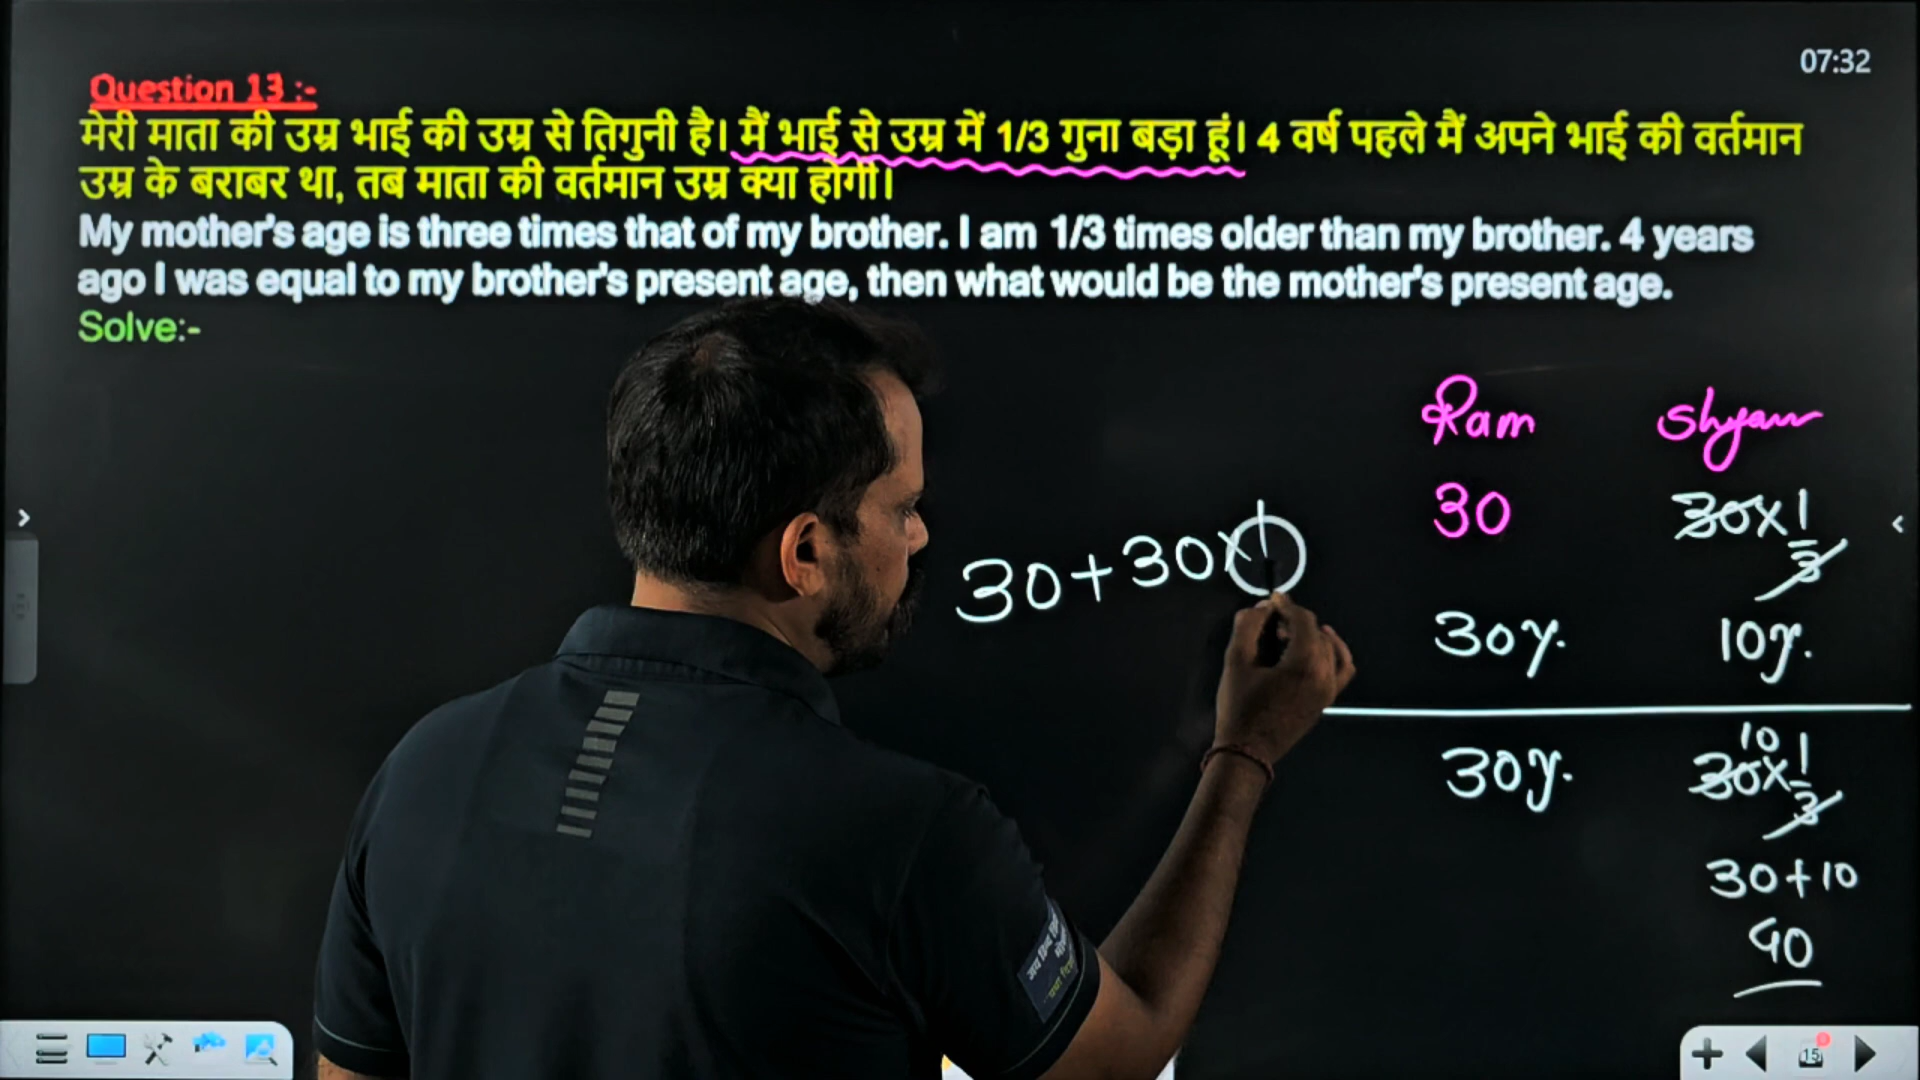 07:32
Question 13 :-
मेरी माता की उम्र भाई की उम्र से तिगुनी है। मैं भाई से उम्र में 1/3 गुना बड़ा हूं। 4 वर्ष पहले मैं अपने भाई की वर्तमान
उम्र के बराबर था, तब माता की वर्तमान उम्र क्या होगी।
My mother's age is three times that of my brother. I am 1/3 times older than my brother. 4 years
ago I was equal to my brother's present age, then what would be the mother's present age.
Solve:-
Ram Shyam
30 30x1/3
30+30x1
30y. 10y.
30y. 30x1/3
10
30+10
40
15